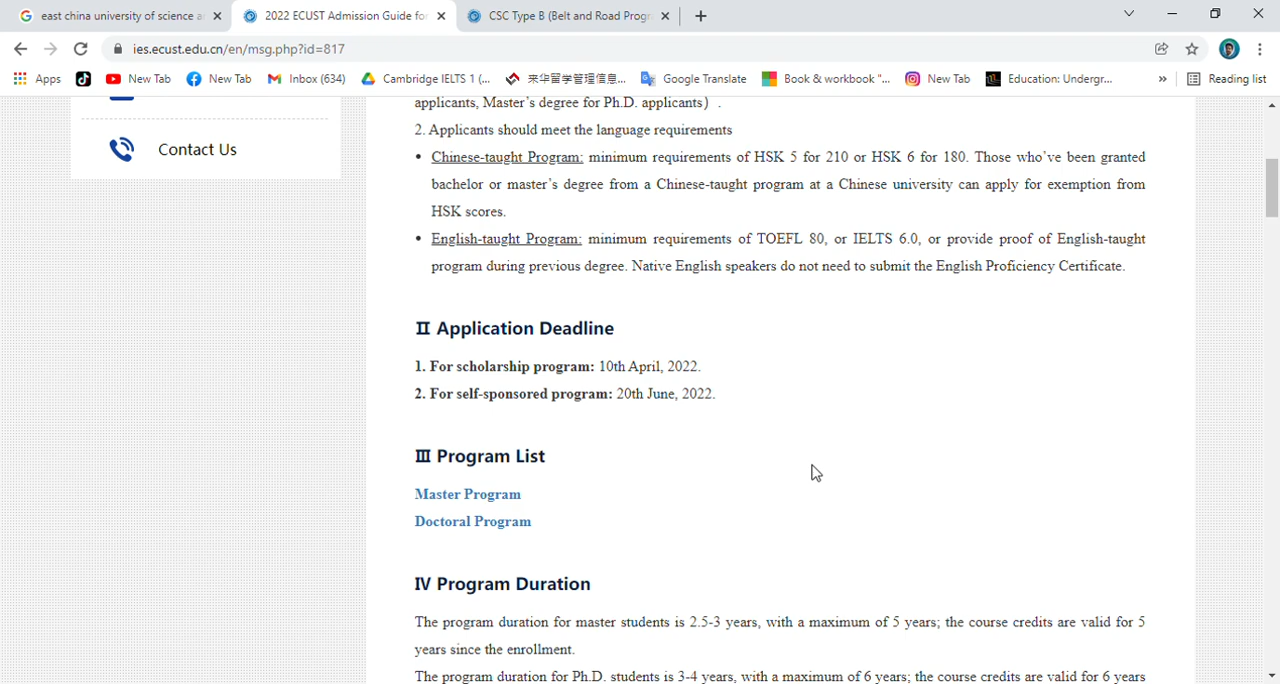 east china university of science a
2022 ECUST Admission Guide fo
CSC Type B (Belt and Road Progr
ies.ecust.edu.cn/en/msg.php?id=817
Apps
New Tab
New Tab
Inbox (634)
Cambridge IELTS 1 (...
来华留学管理信息...
Google Translate
Book & workbook "...
New Tab
Education: Undergr...
»
Reading list
Contact Us
applicants, Master's degree for Ph.D. applicants） .
2. Applicants should meet the language requirements
• Chinese-taught Program: minimum requirements of HSK 5 for 210 or HSK 6 for 180. Those who've been granted
bachelor or master's degree from a Chinese-taught program at a Chinese university can apply for exemption from
HSK scores.
• English-taught Program: minimum requirements of TOEFL 80, or IELTS 6.0, or provide proof of English-taught
program during previous degree. Native English speakers do not need to submit the English Proficiency Certificate.
Ⅱ Application Deadline
1. For scholarship program: 10th April, 2022.
2. For self-sponsored program: 20th June, 2022.
Ⅲ Program List
Master Program
Doctoral Program
Ⅳ Program Duration
The program duration for master students is 2.5-3 years, with a maximum of 5 years; the course credits are valid for 5
years since the enrollment.
The program duration for Ph.D. students is 3-4 years, with a maximum of 6 years; the course credits are valid for 6 years